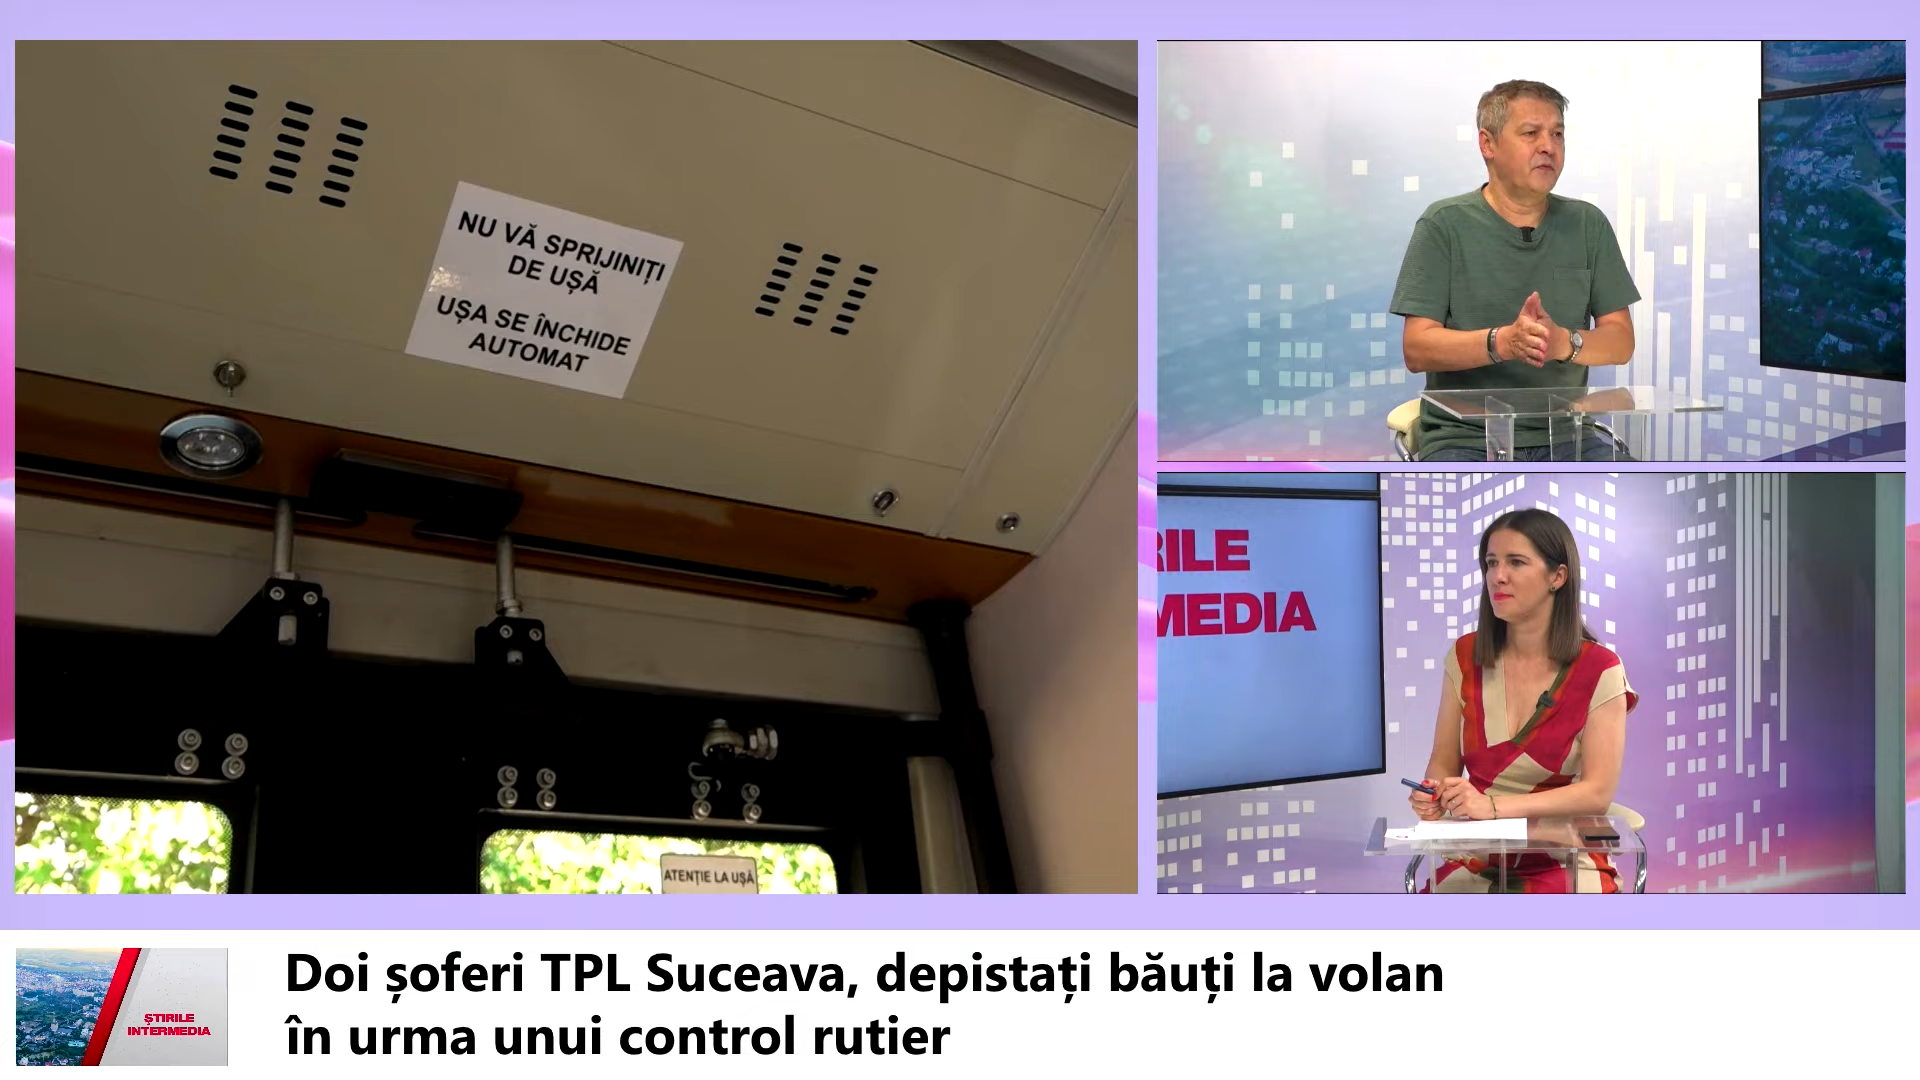 NU VĂ SPRIJINIȚI
DE UȘĂ
UȘA SE ÎNCHIDE
AUTOMAT
ATENȚIE LA UȘĂ
RILE
MEDIA
ȘTIRILE
INTERMEDIA
Doi șoferi TPL Suceava, depistați băuți la volan
în urma unui control rutier